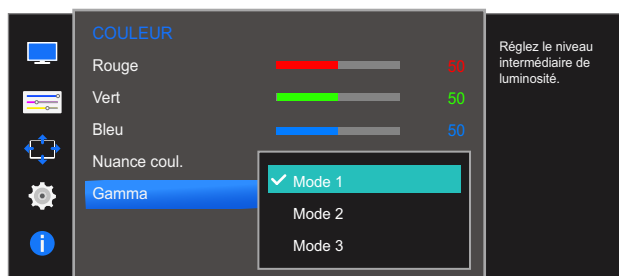 COULEUR
Rouge 50
Vert 50
Bleu 50
Nuance coul.
Gamma
Mode 1
Mode 2
Mode 3
Réglez le niveau
intermédiaire de
luminosité.